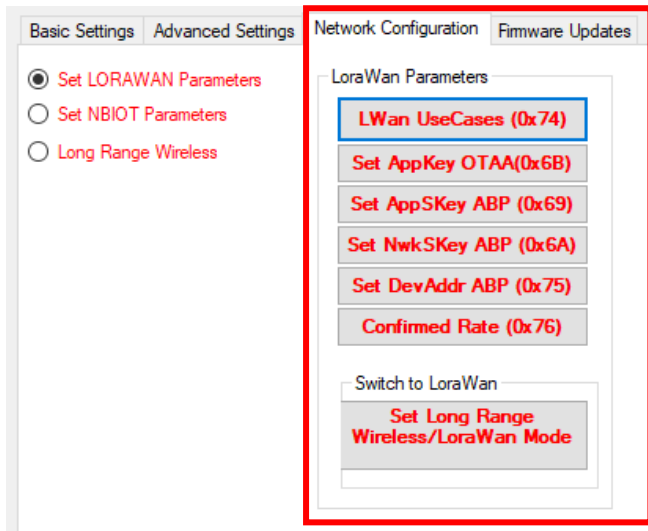 Basic Settings
Advanced Settings
Network Configuration
Firmware Updates
Set LORAWAN Parameters
Set NBIOT Parameters
Long Range Wireless
LoraWan Parameters
LWan UseCases (0x74)
Set AppKey OTAA(0x6B)
Set AppSKey ABP (0x69)
Set NwkSKey ABP (0x6A)
Set DevAddr ABP (0x75)
Confirmed Rate (0x76)
Switch to LoraWan
Set Long Range
Wireless/LoraWan Mode